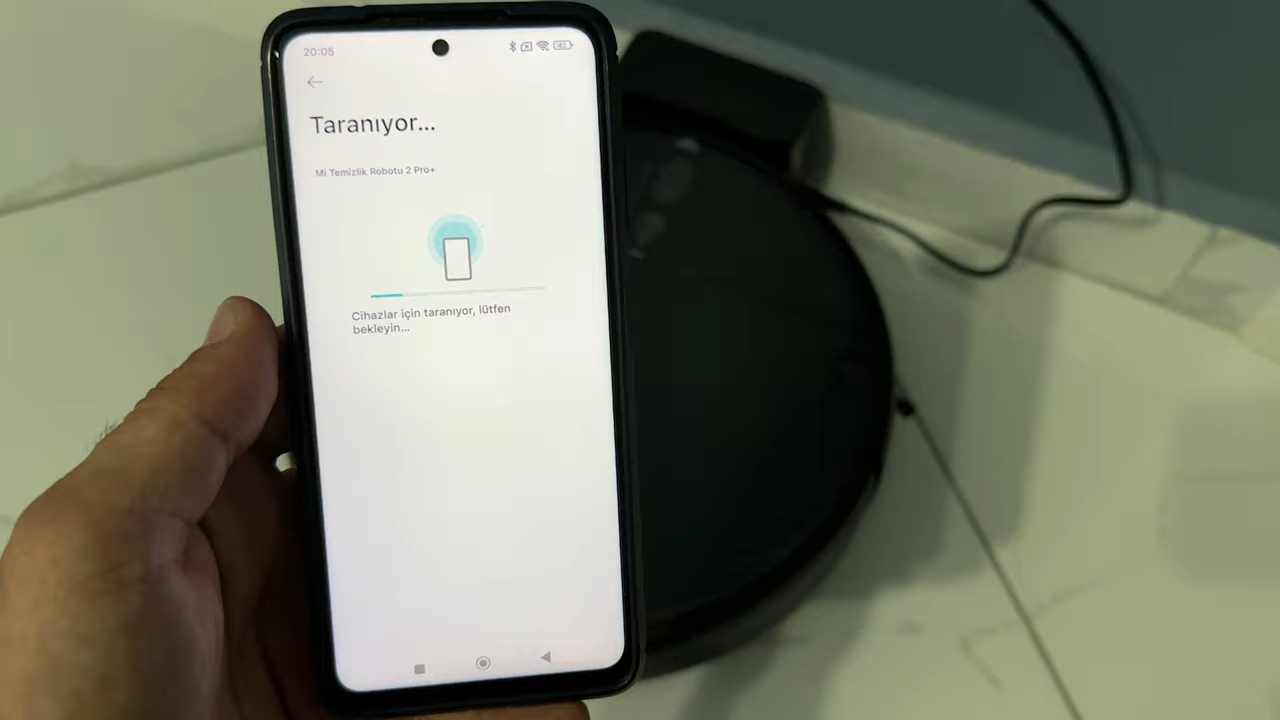 20:05
Taranıyor...
Mi Temizlik Robotu 2 Pro+
Cihazlar için taranıyor, lütfen
bekleyin...